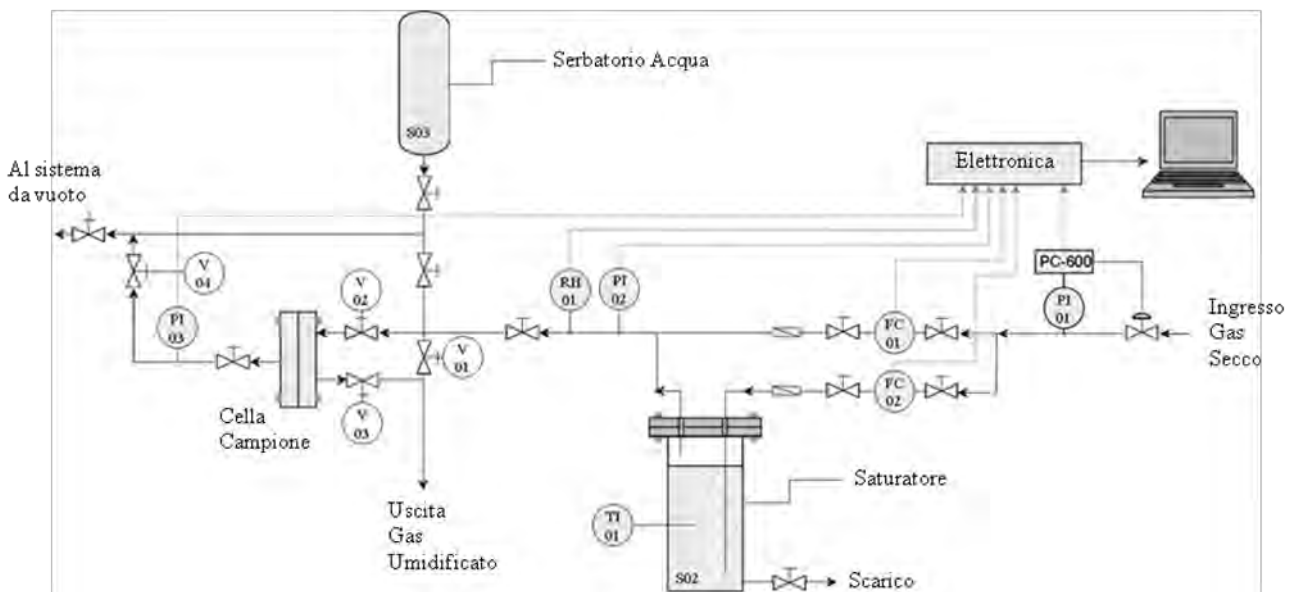 Serbatorio Acqua
S03
Elettronica
Al sistema
da vuoto
V
04
PI
03
V
02
RH
01
PI
02
PC-600
PI
01
FC
01
Ingresso
Gas
Secco
V
01
FC
02
V
03
Cella
Campione
Saturatore
Uscita
Gas
Umidificato
TI
01
S02
Scarico